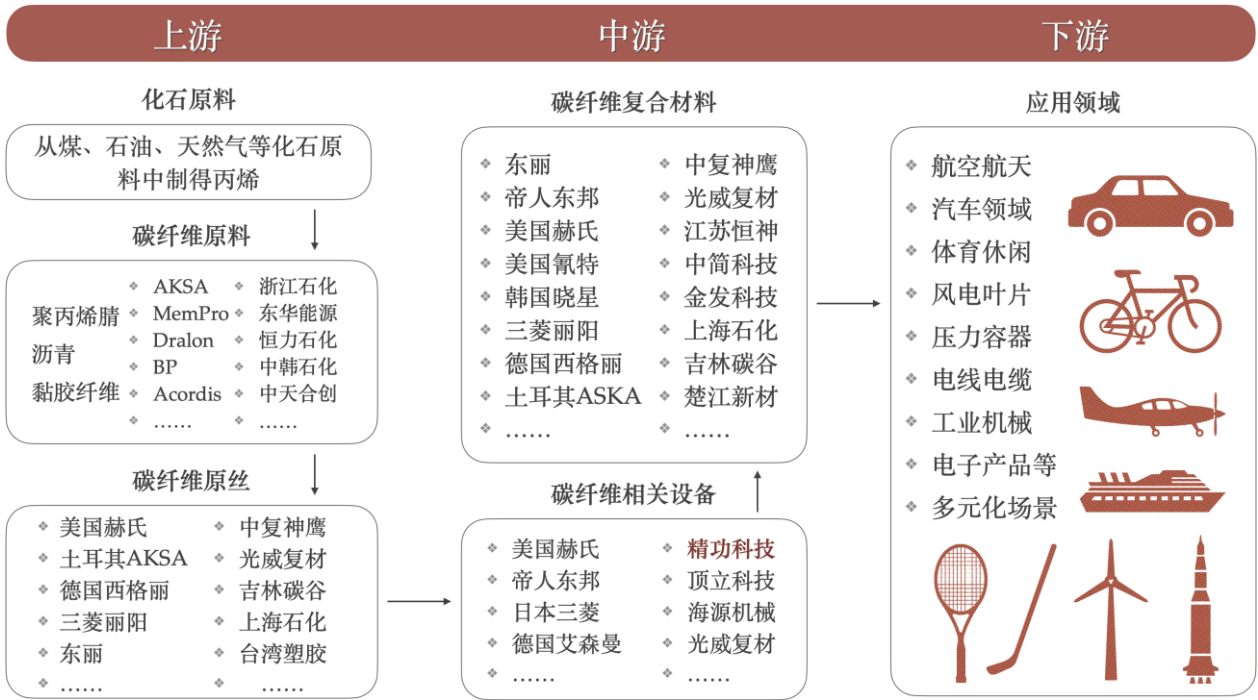 上游
中游
下游
化石原料
从煤、石油、天然气等化石原
料中制得丙烯
碳纤维原料
聚丙烯腈
沥青
黏胶纤维
❖ AKSA ❖ 浙江石化
❖ MemPro ❖ 东华能源
❖ Dralon ❖ 恒力石化
❖ BP ❖ 中韩石化
❖ Acordis ❖ 中天合创
❖ …… ❖ ……
碳纤维原丝
❖ 美国赫氏 ❖ 中复神鹰
❖ 土耳其AKSA ❖ 光威复材
❖ 德国西格丽 ❖ 吉林碳谷
❖ 三菱丽阳 ❖ 上海石化
❖ 东丽 ❖ 台湾塑胶
❖ …… ❖ ……
碳纤维复合材料
❖ 东丽 ❖ 中复神鹰
❖ 帝人东邦 ❖ 光威复材
❖ 美国赫氏 ❖ 江苏恒神
❖ 美国氰特 ❖ 中简科技
❖ 韩国晓星 ❖ 金发科技
❖ 三菱丽阳 ❖ 上海石化
❖ 德国西格丽 ❖ 吉林碳谷
❖ 土耳其ASKA ❖ 楚江新材
❖ …… ❖ ……
碳纤维相关设备
❖ 美国赫氏 ❖ 精功科技
❖ 帝人东邦 ❖ 顶立科技
❖ 日本三菱 ❖ 海源机械
❖ 德国艾森曼 ❖ 光威复材
❖ …… ❖ ……
应用领域
❖ 航空航天
❖ 汽车领域
❖ 体育休闲
❖ 风电叶片
❖ 压力容器
❖ 电线电缆
❖ 工业机械
❖ 电子产品等
❖ 多元化场景